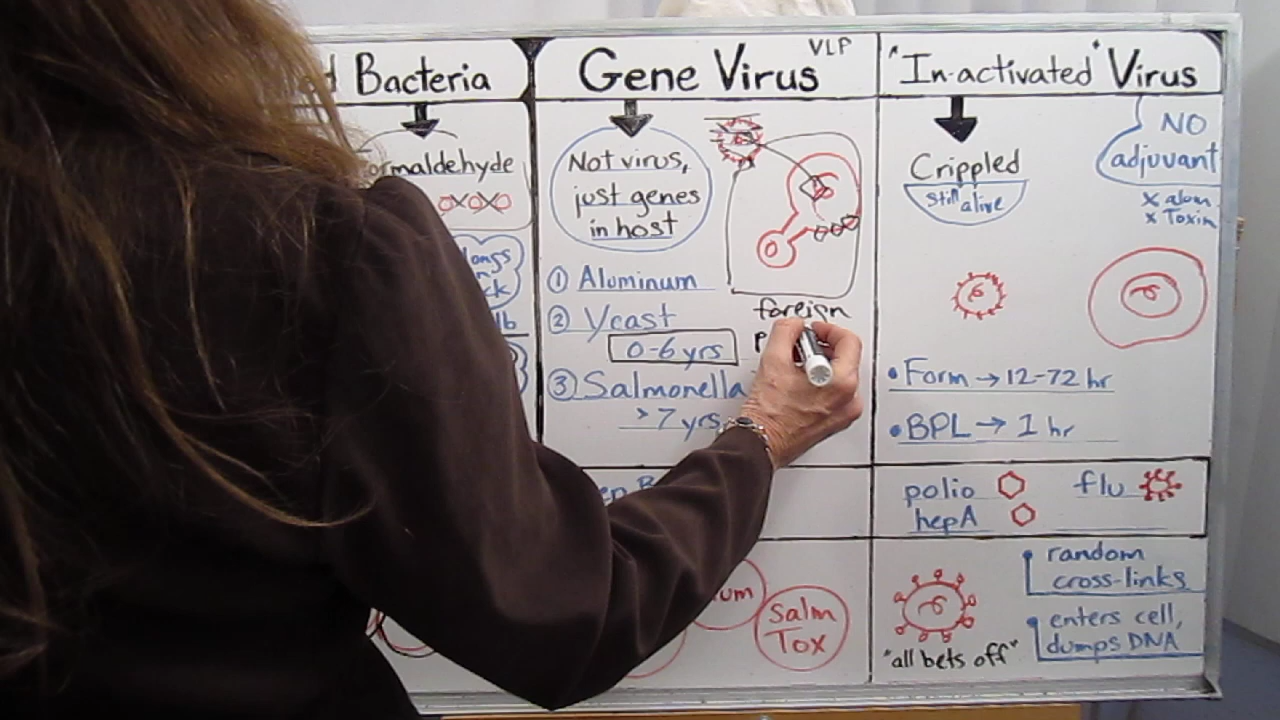 Bacteria
Formaldehyde
Gene Virus VLP
Not virus,
just genes
in host
① Aluminum
② Yeast
0-6 yrs
③ Salmonella
>7 yrs
foreign
Salm
Tox
"In-activated" Virus
Crippled
Still alive
NO
adjuvant
x alum
x Toxin
• Form → 12-72 hr
• BPL → 1 hr
polio
hepA
flu
random
cross-links
enters cell,
dumps DNA
"all bets off"